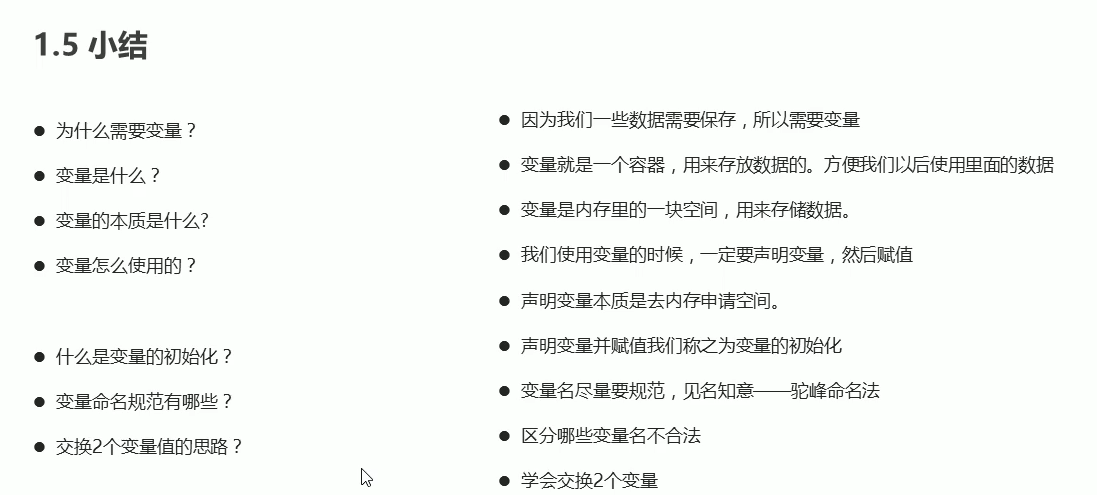 1.5 小结
为什么需要变量？
变量是什么？
变量的本质是什么?
变量怎么使用的？
什么是变量的初始化？
变量命名规范有哪些？
交换2个变量值的思路？
因为我们一些数据需要保存，所以需要变量
变量就是一个容器，用来存放数据的。方便我们以后使用里面的数据
变量是内存里的一块空间，用来存储数据。
我们使用变量的时候，一定要声明变量，然后赋值
声明变量本质是去内存申请空间。
声明变量并赋值我们称之为变量的初始化
变量名尽量要规范，见名知意——驼峰命名法
区分哪些变量名不合法
学会交换2个变量